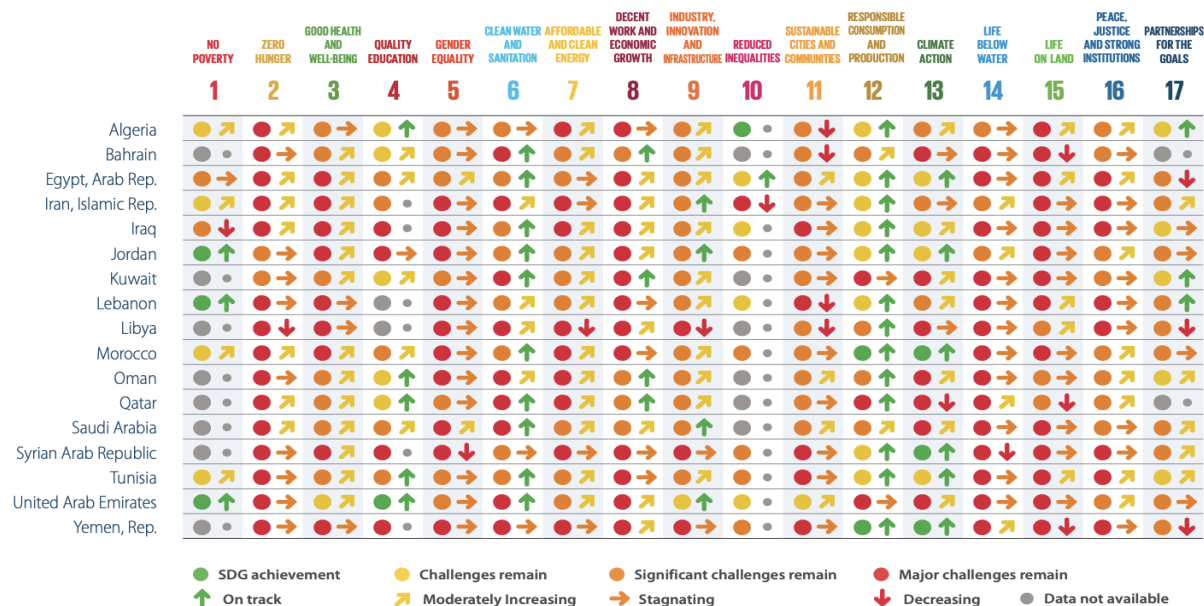 NO
POVERTY
ZERO
HUNGER
GOOD HEALTH
AND
WELL-BEING
QUALITY
EDUCATION
GENDER
EQUALITY
CLEAN WATER
AND
SANITATION
AFFORDABLE
AND CLEAN
ENERGY
DECENT
WORK AND
ECONOMIC
GROWTH
INDUSTRY,
INNOVATION
AND
INFRASTRUCTURE
REDUCED
INEQUALITIES
SUSTAINABLE
CITIES AND
COMMUNITIES
RESPONSIBLE
CONSUMPTION
AND
PRODUCTION
CLIMATE
ACTION
LIFE
BELOW
WATER
LIFE
ON LAND
PEACE,
JUSTICE
AND STRONG
INSTITUTIONS
PARTNERSHIPS
FOR THE
GOALS
1 2 3 4 5 6 7 8 9 10 11 12 13 14 15 16 17
Algeria
Bahrain
Egypt, Arab Rep.
Iran, Islamic Rep.
Iraq
Jordan
Kuwait
Lebanon
Libya
Morocco
Oman
Qatar
Saudi Arabia
Syrian Arab Republic
Tunisia
United Arab Emirates
Yemen, Rep.
SDG achievement Challenges remain Significant challenges remain Major challenges remain
On track Moderately Increasing Stagnating Decreasing Data not available